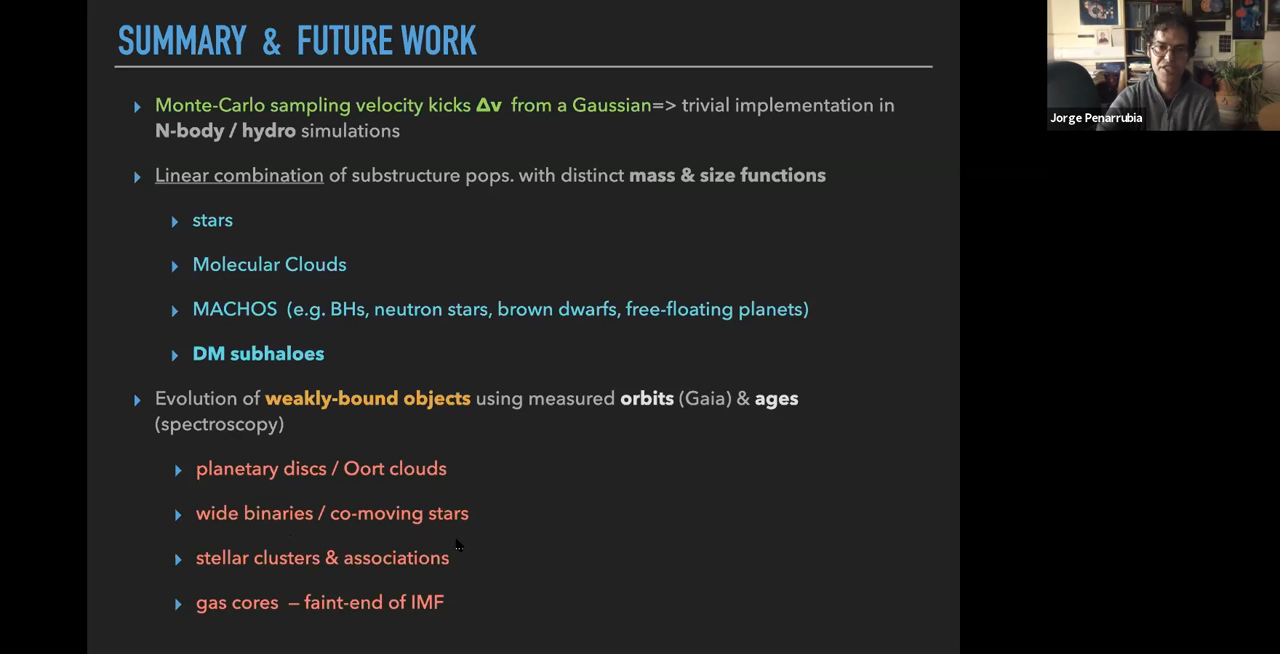 SUMMARY & FUTURE WORK
Monte-Carlo sampling velocity kicks Δv from a Gaussian=> trivial implementation in
N-body / hydro simulations
Linear combination of substructure pops. with distinct mass & size functions
stars
Molecular Clouds
MACHOS (e.g. BHs, neutron stars, brown dwarfs, free-floating planets)
DM subhaloes
Evolution of weakly-bound objects using measured orbits (Gaia) & ages
(spectroscopy)
planetary discs / Oort clouds
wide binaries / co-moving stars
stellar clusters & associations
gas cores – faint-end of IMF
Jorge Penarrubia